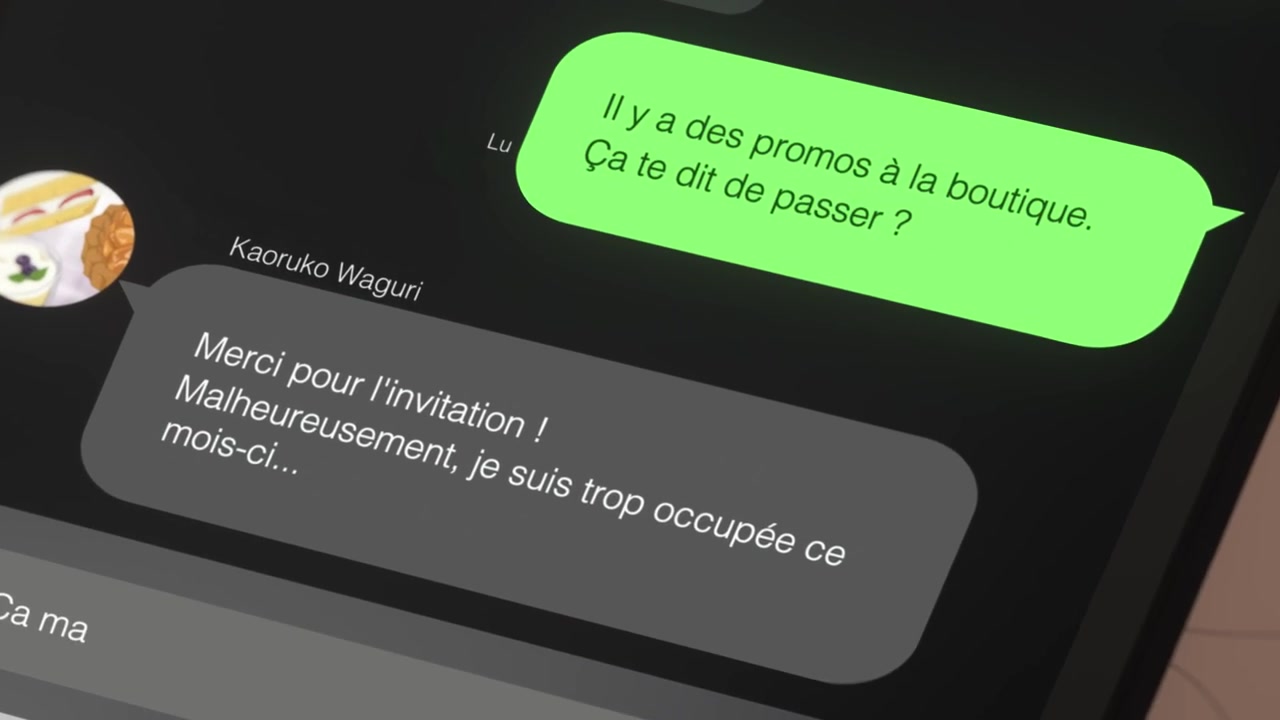 Il y a des promos à la boutique.
Ça te dit de passer ?
Lu
Kaoruko Waguri
Merci pour l'invitation !
Malheureusement, je suis trop occupée ce
mois-ci...
Ça ma